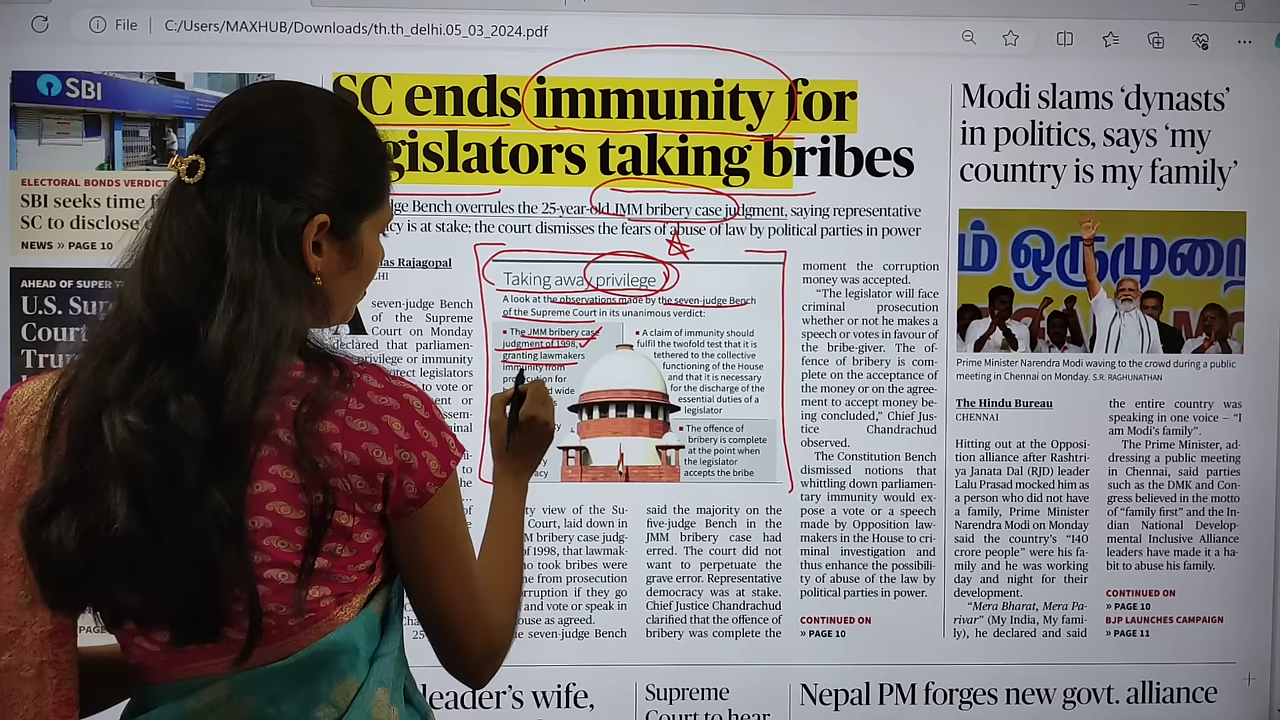 File
C:/Users/MAXHUB/Downloads/th.th_delhi.05_03_2024.pdf
SBI
ELECTORAL BONDS VERDICT
SBI seeks time
SC to disclose
NEWS » PAGE 10
AHEAD OF SUPER
U.S.
Court
SC ends immunity for
gislators taking bribes
ge Bench overrules the 25-year-old JMM bribery case judgment, saying representative
cy is at stake; the court dismisses the fears of abuse of law by political parties in power
as Rajagopal
HI
seven-judge Bench
of the Supreme
Court on Monday
declared that parliamen-
privilege or immunity
legislators
to vote or
or
to
the
of
Taking away privilege
A look at the observations made by the seven-judge Bench
of the Supreme Court in its unanimous verdict:
The JMM bribery case
judgment of 1998,
granting lawmakers
immunity from
for
wide
A claim of immunity should
fulfil the twofold test that it is
tethered to the collective
functioning of the House
and that it is necessary
for the discharge of the
essential duties of a
legislator
The offence of
bribery is complete
at the point when
the legislator
accepts the bribe
ty view of the Su-
Court, laid down in
M bribery case judg-
of 1998, that lawmak-
o took bribes were
e from prosecution
rruption if they go
and vote or speak in
ouse as agreed.
25
e seven-judge Bench
said the majority on the
five-judge Bench in the
JMM bribery case had
erred. The court did not
want to perpetuate the
grave error. Representative
democracy was at stake.
Chief Justice Chandrachud
clarified that the offence of
bribery was complete the
moment the corruption
money was accepted.
“The legislator will face
criminal prosecution
whether or not he makes a
speech or votes in favour of
the bribe-giver. The of-
fence of bribery is com-
plete on the acceptance of
the money or on the agree-
ment to accept money be-
ing concluded,” Chief Jus-
tice Chandrachud
observed.
The Constitution Bench
dismissed notions that
whittling down parliamen-
tary immunity would ex-
pose a vote or a speech
made by Opposition law-
makers in the House to cri-
minal investigation and
thus enhance the possibili-
ty of abuse of the law by
political parties in power.
CONTINUED ON
» PAGE 10
Modi slams ‘dynasts’
in politics, says ‘my
country is my family’
ம் ஒருமுறை
Prime Minister Narendra Modi waving to the crowd during a public
meeting in Chennai on Monday. S.R. RAGHUNATHAN
The Hindu Bureau
CHENNAI
Hitting out at the Opposi-
tion alliance after Rashtri-
ya Janata Dal (RJD) leader
Lalu Prasad mocked him as
a person who did not have
a family, Prime Minister
Narendra Modi on Monday
said the country’s “140
crore people” were his fa-
mily and he was working
day and night for their
development.
“Mera Bharat, Mera Pa-
rivar” (My India, My fami-
ly), he declared and said
the entire country was
speaking in one voice – “I
am Modi’s family”.
The Prime Minister, ad-
dressing a public meeting
in Chennai, said parties
such as the DMK and Con-
gress believed in the motto
of “family first” and the In-
dian National Develop-
mental Inclusive Alliance
leaders have made it a ha-
bit to abuse his family.
CONTINUED ON
» PAGE 10
BJP LAUNCHES CAMPAIGN
» PAGE 11
leader’s wife,
Supreme
Court to hear
Nepal PM forges new govt. alliance